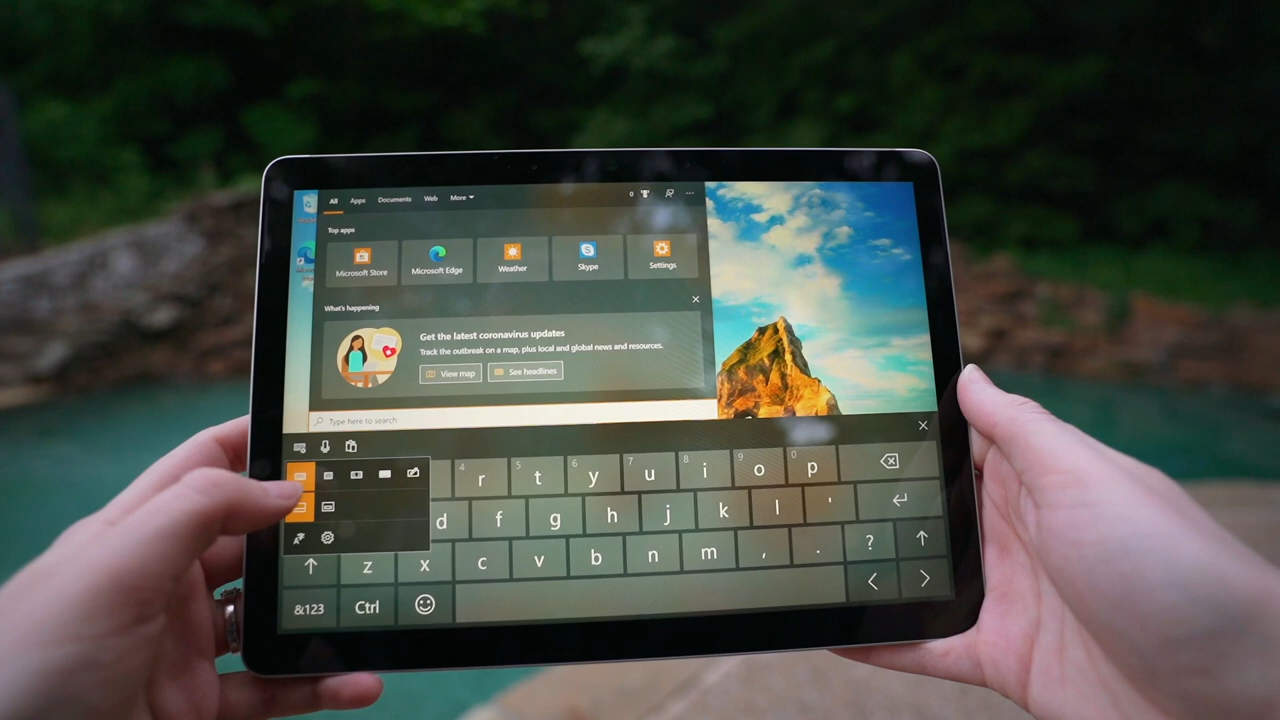 All Apps Documents Web More 0 ...
Top apps
Microsoft Store Microsoft Edge Weather Skype Settings
What's happening
Get the latest coronavirus updates
Track the outbreak on a map, plus local and global news and resources.
View map See headlines
Type here to search
4 5 6 7 8 9 0
r t y u i o p
d f g h j k l '
z x c v b n m , . ?
&123 Ctrl